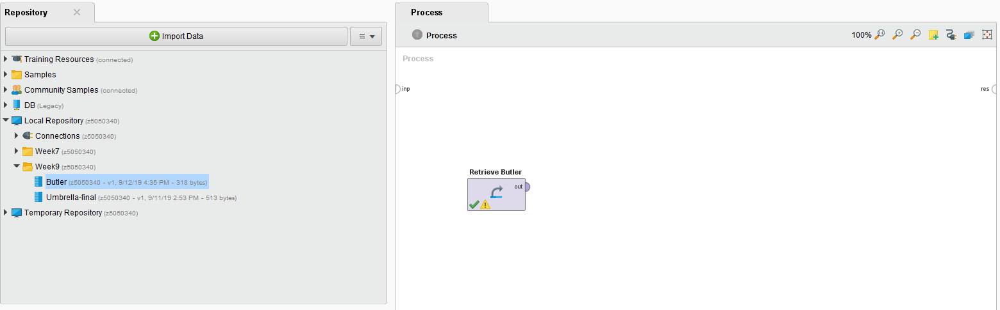 Repository
Import Data
Training Resources (connected)
Samples
Community Samples (connected)
DB (Legacy)
Local Repository (z5050340)
Connections (z5050340)
Week7 (z5050340)
Week9 (z5050340)
Butler (z5050340 - v1, 9/12/19 4:35 PM - 318 bytes)
Umbrella-final (z5050340 - v1, 9/11/19 2:53 PM - 513 bytes)
Temporary Repository (z5050340)
Process
Process
100%
Process
inp
res
Retrieve Butler
out